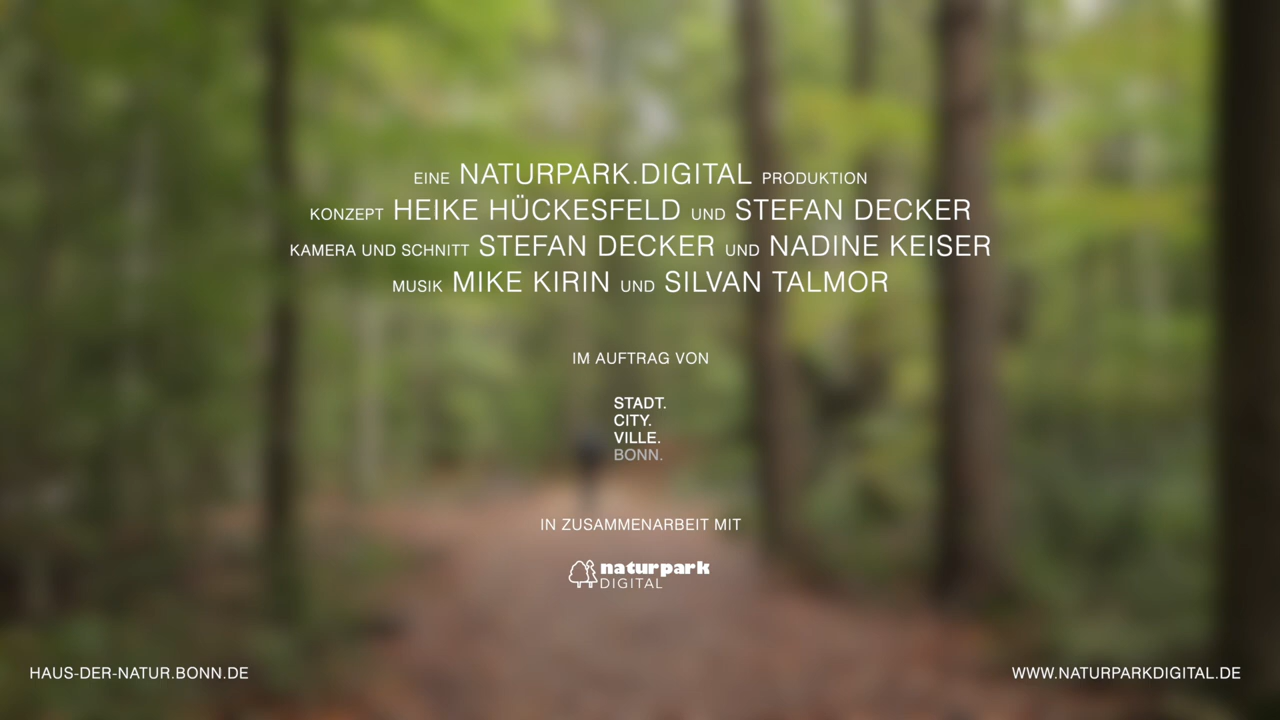 EINE NATURPARK.DIGITAL PRODUKTION
KONZEPT HEIKE HÜCKESFELD UND STEFAN DECKER
KAMERA UND SCHNITT STEFAN DECKER UND NADINE KEISER
MUSIK MIKE KIRIN UND SILVAN TALMOR
IM AUFTRAG VON
STADT.
CITY.
VILLE.
BONN.
IN ZUSAMMENARBEIT MIT
naturpark
DIGITAL
HAUS-DER-NATUR.BONN.DE
WWW.NATURPARKDIGITAL.DE